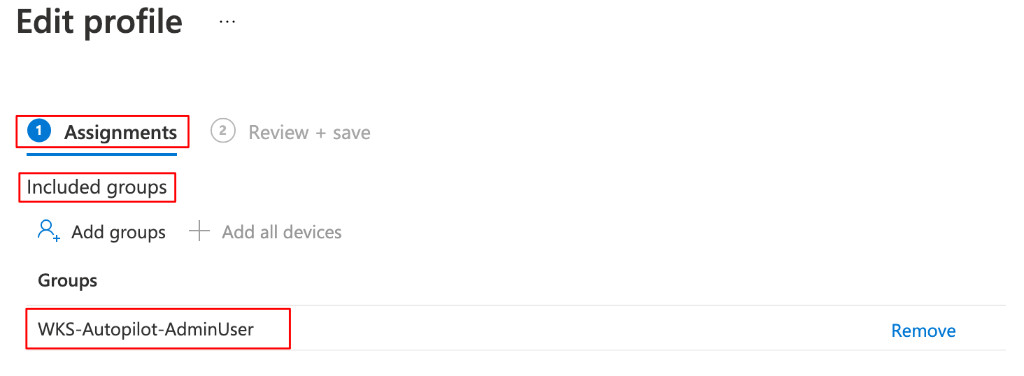 Edit profile ...
1 Assignments 2 Review + save
Included groups
Add groups Add all devices
Groups
WKS-Autopilot-AdminUser Remove